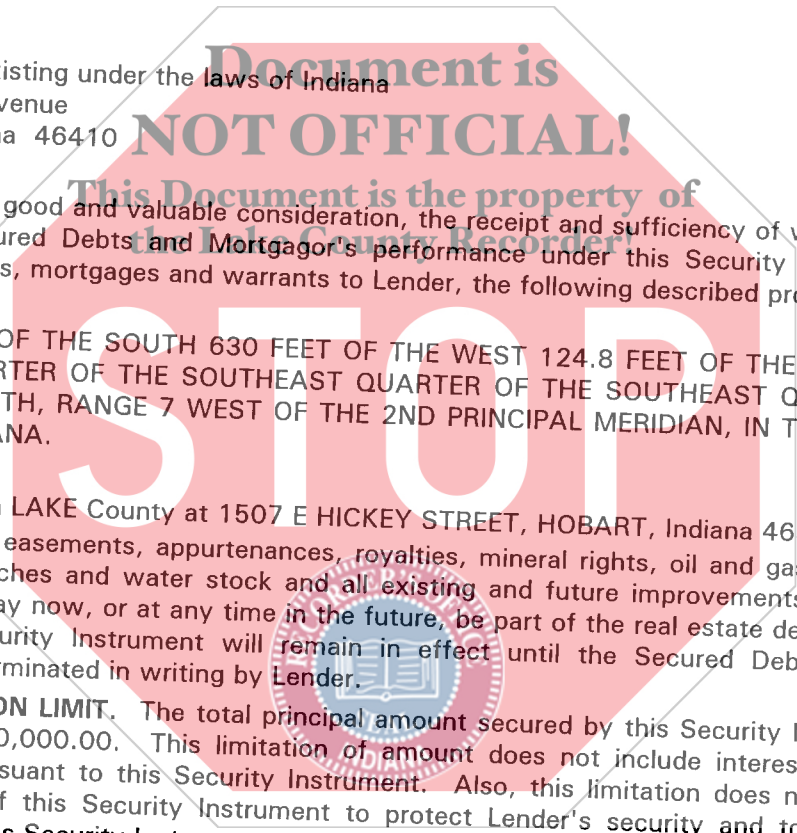 Document is
NOT OFFICIAL!
This Document is the property of
the Lake County Recorder!
isting under the laws of Indiana
venue
na 46410
good and valuable consideration, the receipt and sufficiency of w
ured Debts and Mortgagor's performance under this Security
s, mortgages and warrants to Lender, the following described pro
OF THE SOUTH 630 FEET OF THE WEST 124.8 FEET OF THE
RTER OF THE SOUTHEAST QUARTER OF THE SOUTHEAST Q
TH, RANGE 7 WEST OF THE 2ND PRINCIPAL MERIDIAN, IN T
ANA.
STOP
LAKE County at 1507 E HICKEY STREET, HOBART, Indiana 46
easements, appurtenances, royalties, mineral rights, oil and gas
ches and water stock and all existing and future improvements
ay now, or at any time in the future, be part of the real estate de
urity Instrument will remain in effect until the Secured Deb
rminated in writing by Lender.
ON LIMIT. The total principal amount secured by this Security I
0,000.00. This limitation of amount does not include interes
suant to this Security Instrument. Also, this limitation does n
f this Security Instrument to protect Lender's security and to